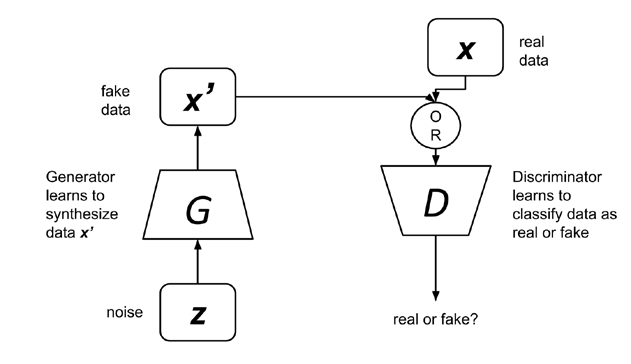 x
real
data
fake
data
x’
O
R
Generator
learns to
synthesize
data x’
G
D
Discriminator
learns to
classify data as
real or fake
noise
z
real or fake?